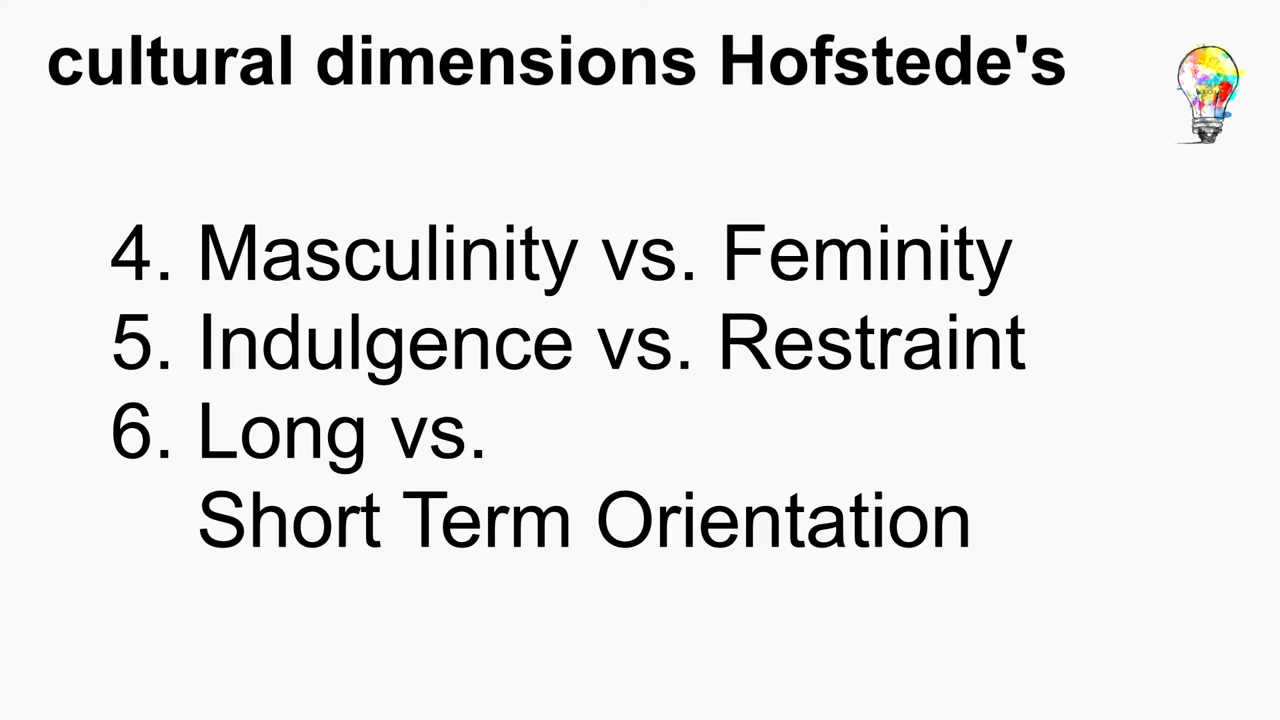 cultural dimensions Hofstede's
4. Masculinity vs. Feminity
5. Indulgence vs. Restraint
6. Long vs.
Short Term Orientation